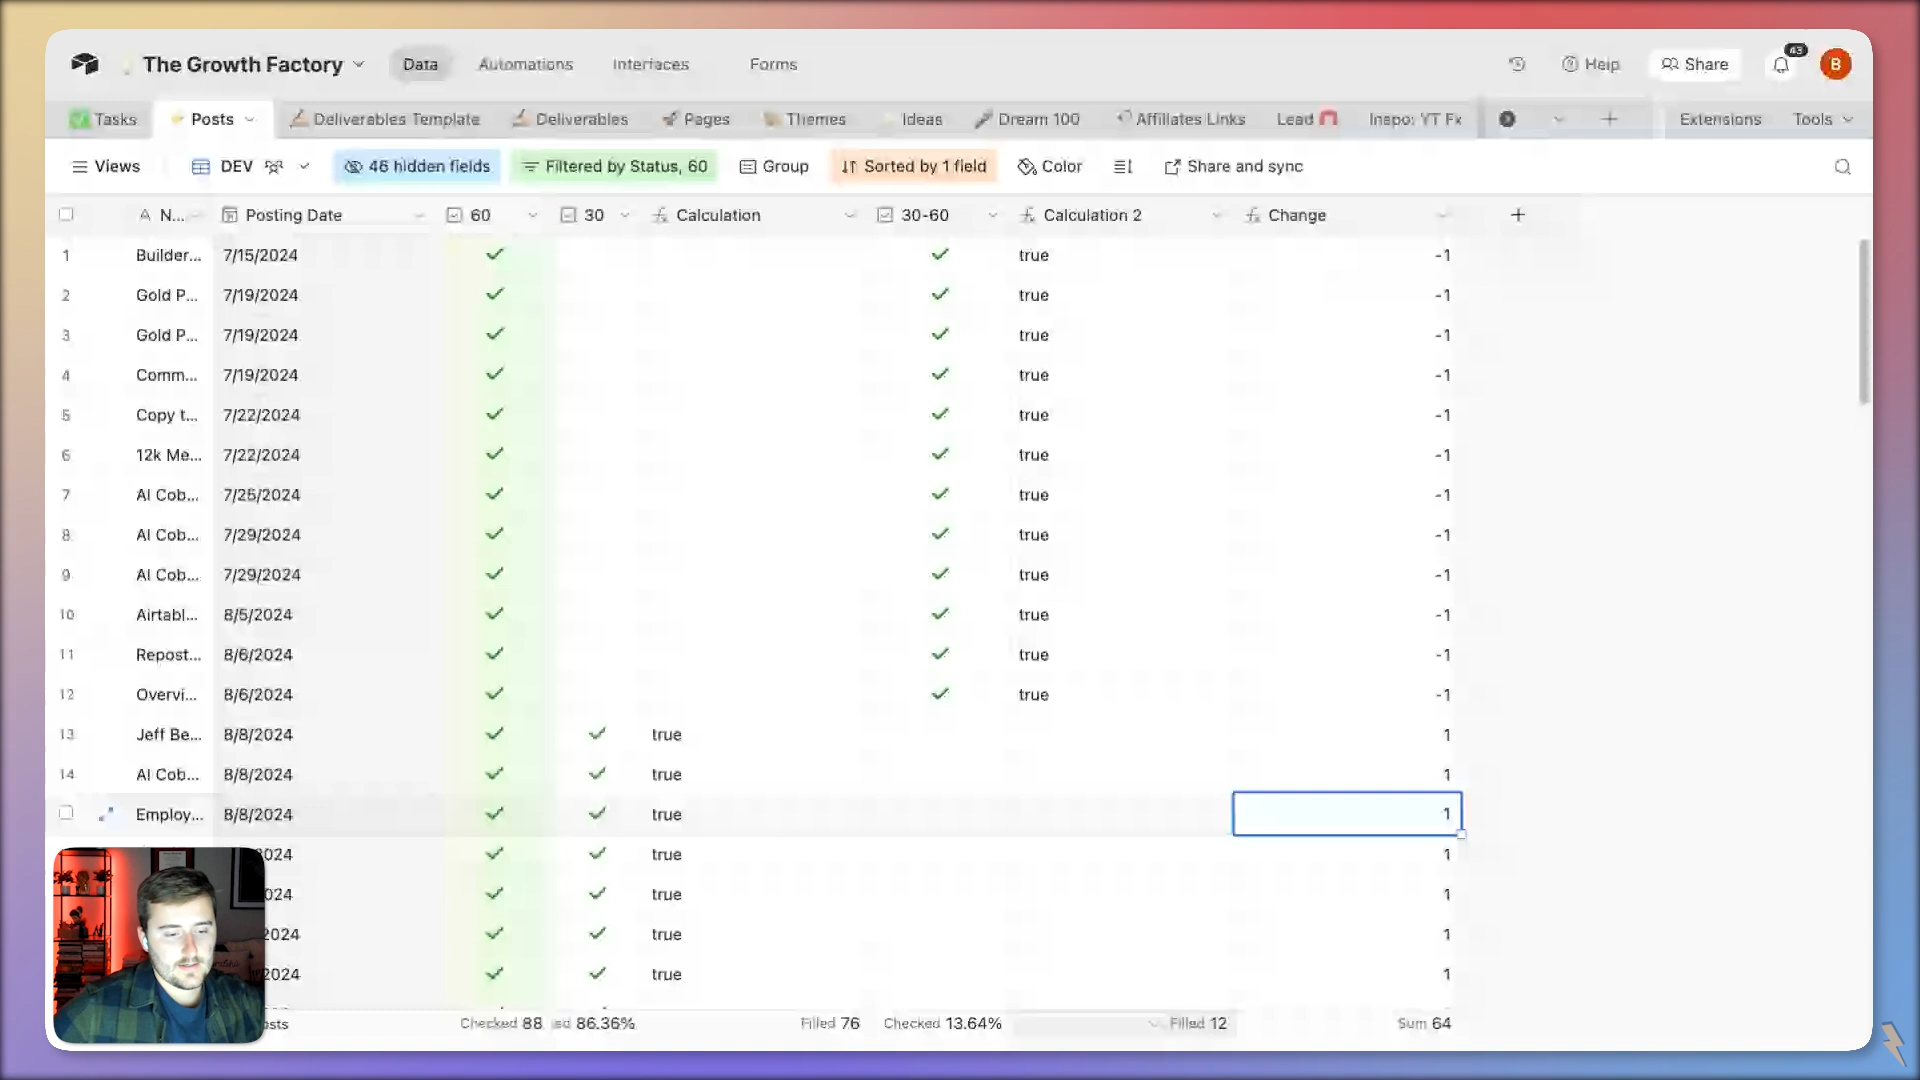 The Growth Factory Data Automations Interfaces Forms Help Share 43 B
Tasks Posts Deliverables Template Deliverables Pages Themes Ideas Dream 100 Affiliates Links Lead Inspo: YT Fx Extensions Tools
Views DEV 46 hidden fields Filtered by Status, 60 Group Sorted by 1 field Color Share and sync
A N... Posting Date 60 30 Calculation 30-60 Calculation 2 Change
1 Builder... 7/15/2024 true -1
2 Gold P... 7/19/2024 true -1
3 Gold P... 7/19/2024 true -1
4 Comm... 7/19/2024 true -1
5 Copy t... 7/22/2024 true -1
6 12k Me... 7/22/2024 true -1
7 AI Cob... 7/25/2024 true -1
8 AI Cob... 7/29/2024 true -1
9 AI Cob... 7/29/2024 true -1
10 Airtabl... 8/5/2024 true -1
11 Repost... 8/6/2024 true -1
12 Overvi... 8/6/2024 true -1
13 Jeff Be... 8/8/2024 true 1
14 AI Cob... 8/8/2024 true 1
Employ... 8/8/2024 true 1
024 true 1
024 true 1
2024 true 1
2024 true 1
osts Checked 88 ed 86.36% Filled 76 Checked 13.64% Filled 12 Sum 64